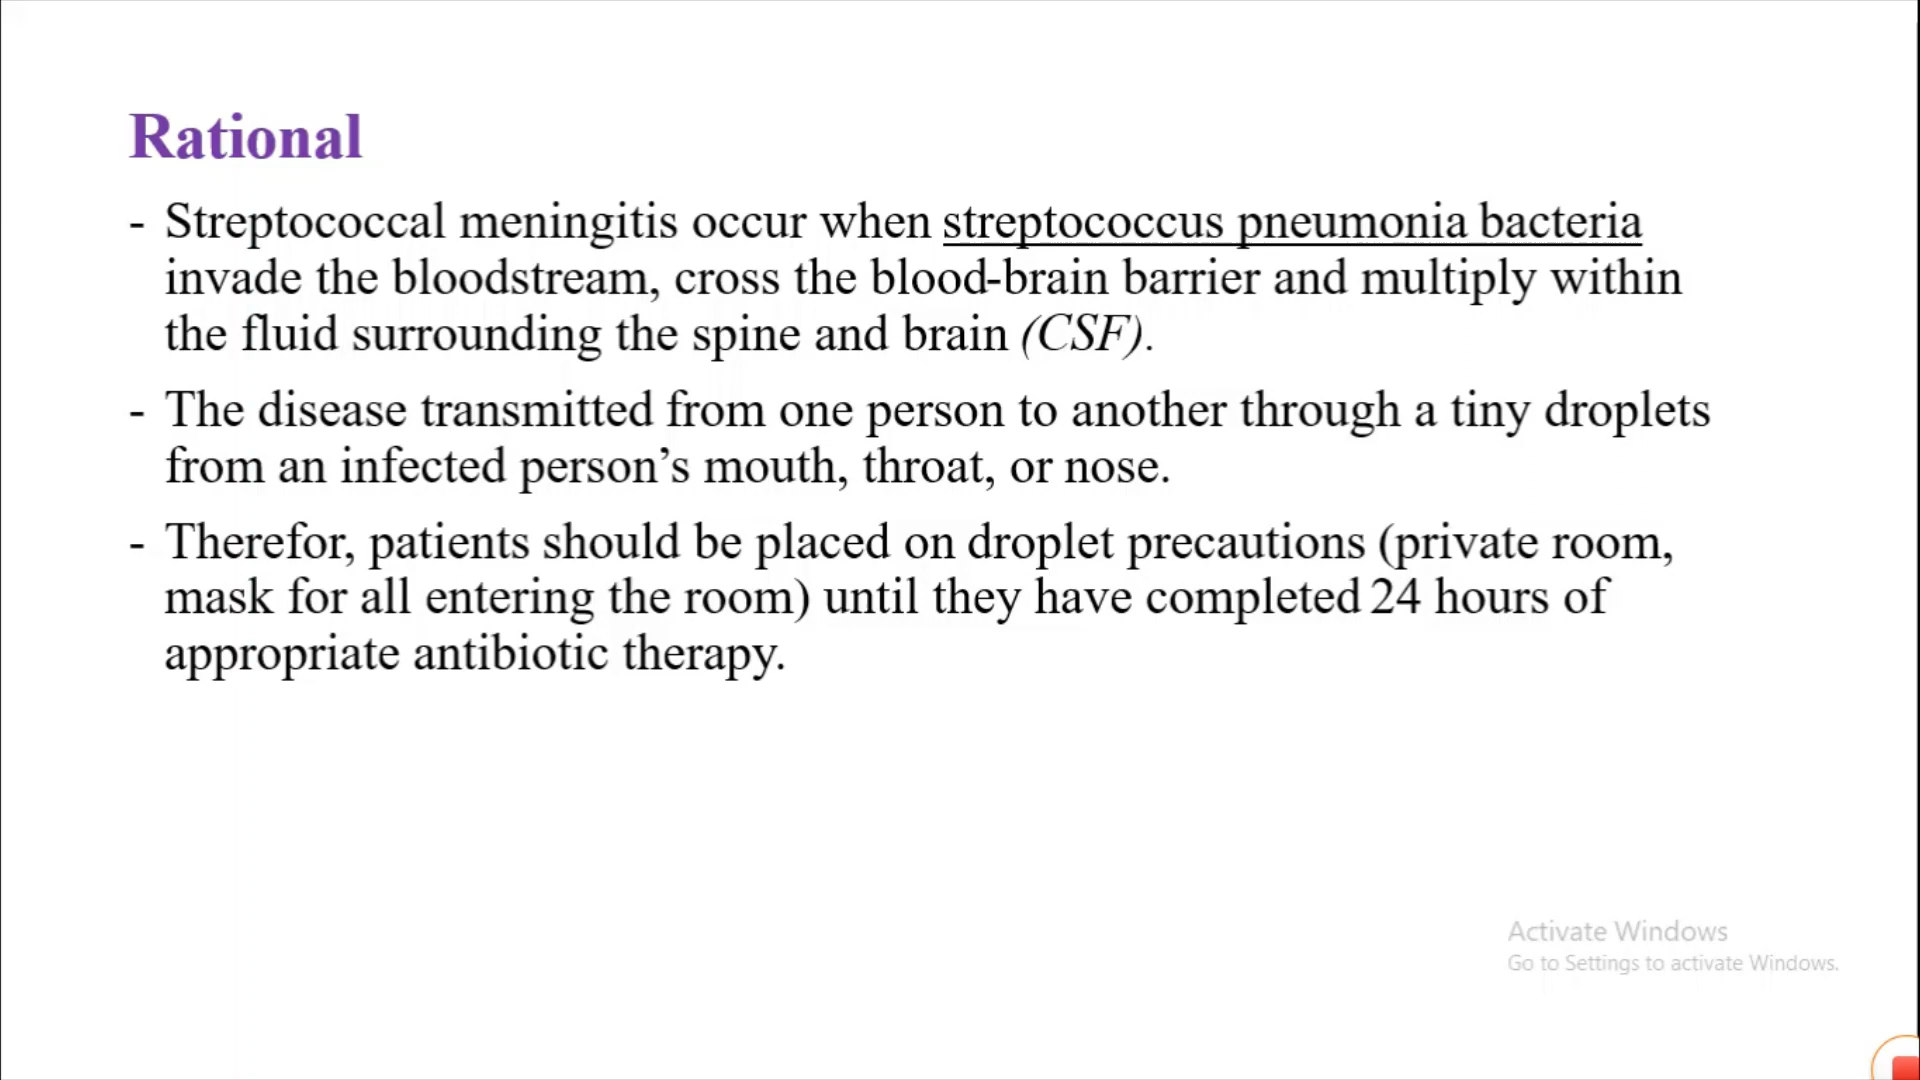 Rational
- Streptococcal meningitis occur when streptococcus pneumonia bacteria
invade the bloodstream, cross the blood-brain barrier and multiply within
the fluid surrounding the spine and brain (CSF).
- The disease transmitted from one person to another through a tiny droplets
from an infected person’s mouth, throat, or nose.
- Therefor, patients should be placed on droplet precautions (private room,
mask for all entering the room) until they have completed 24 hours of
appropriate antibiotic therapy.
Activate Windows
Go to Settings to activate Windows.